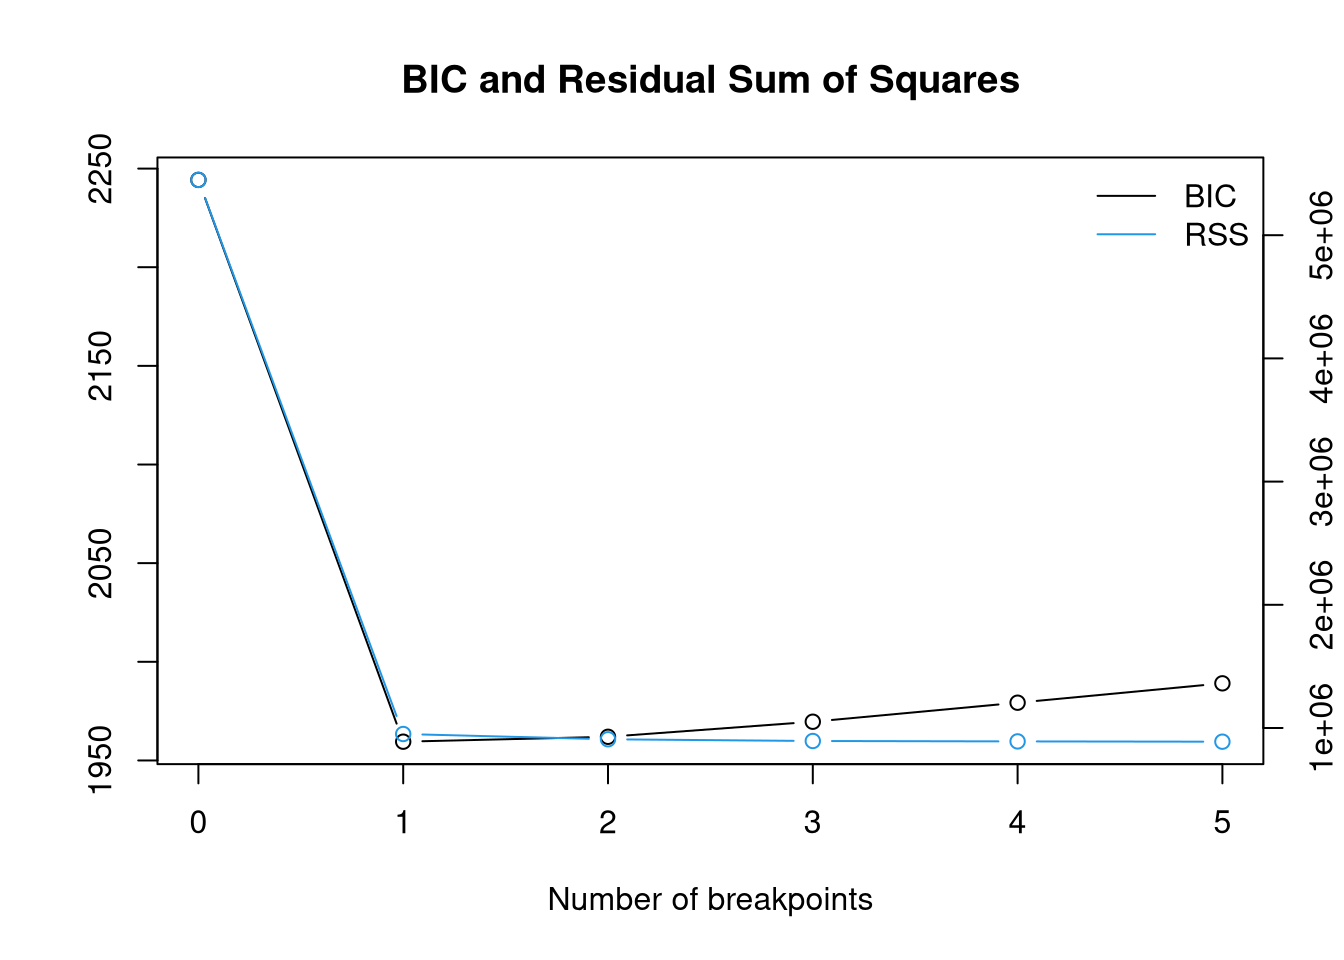 BIC and Residual Sum of Squares
BIC
RSS
2250
2150
2050
1950
5e+06
4e+06
3e+06
2e+06
1e+06
0 1 2 3 4 5
Number of breakpoints